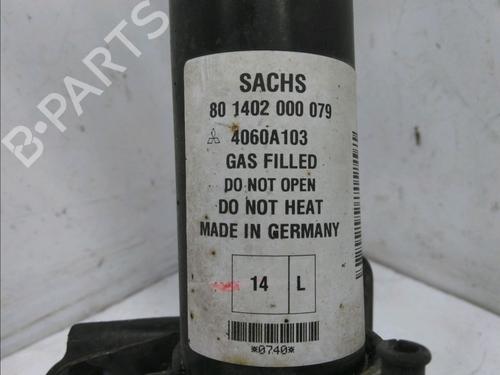 SACHS
80 1402 000 079
4060A103
GAS FILLED
DO NOT OPEN
DO NOT HEAT
MADE IN GERMANY
14 L
*0740*
B-PARTS